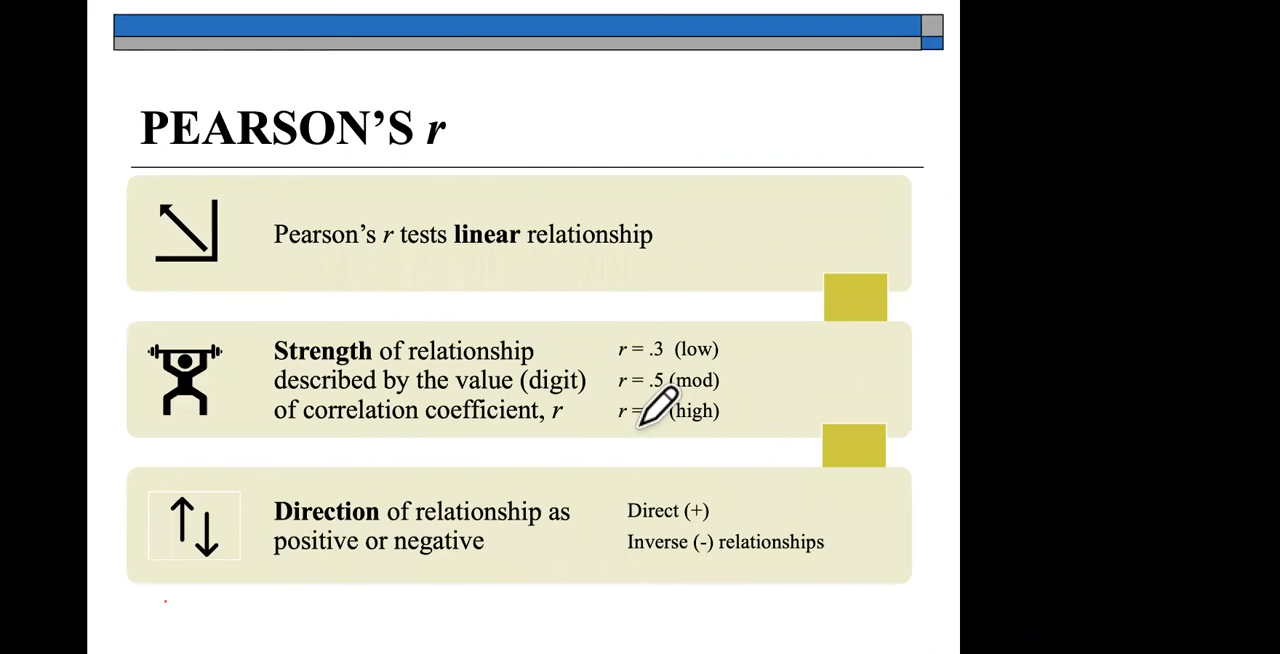 PEARSON’S r
Pearson’s r tests linear relationship
Strength of relationship
described by the value (digit)
of correlation coefficient, r
r = .3 (low)
r = .5 (mod)
r = (high)
Direction of relationship as
positive or negative
Direct (+)
Inverse (-) relationships